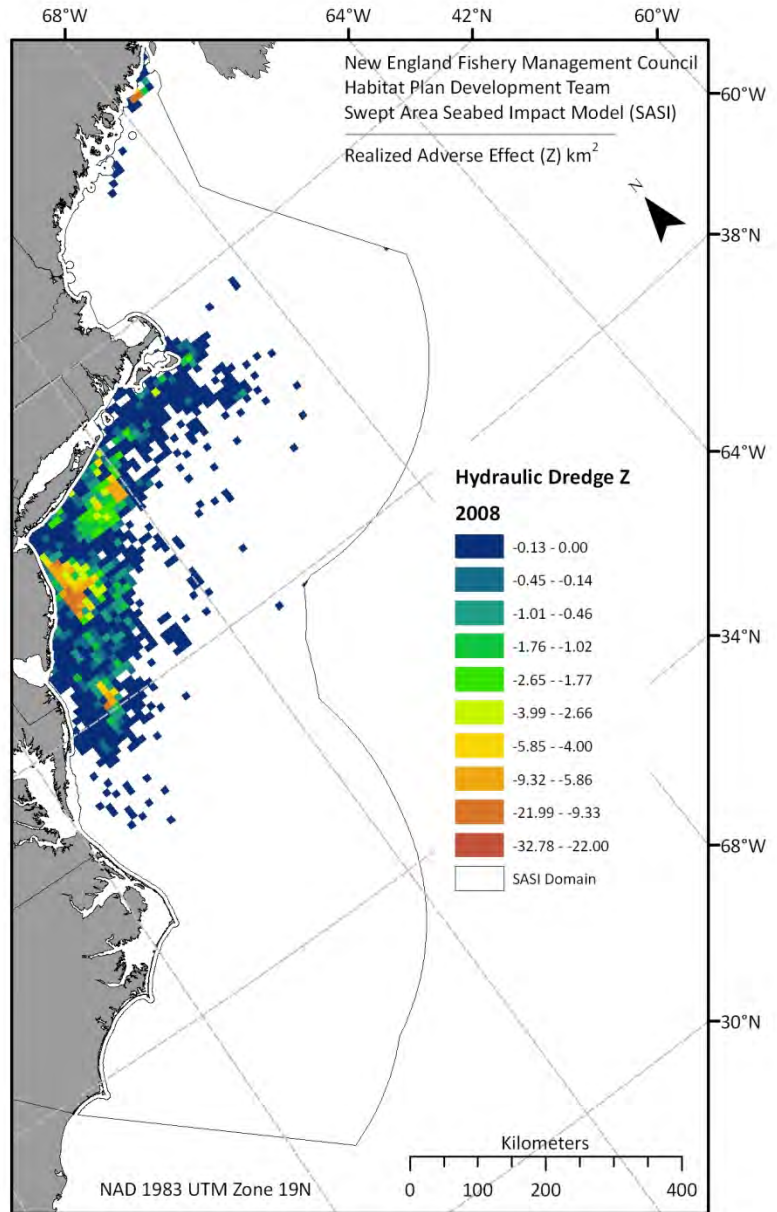 68°W 64°W 42°N 60°W
New England Fishery Management Council
Habitat Plan Development Team
Swept Area Seabed Impact Model (SASI)
Realized Adverse Effect (Z) km²
N
60°W
38°N
64°W
34°N
68°W
30°N
Hydraulic Dredge Z
2008
-0.13 - 0.00
-0.45 - -0.14
-1.01 - -0.46
-1.76 - -1.02
-2.65 - -1.77
-3.99 - -2.66
-5.85 - -4.00
-9.32 - -5.86
-21.99 - -9.33
-32.78 - -22.00
SASI Domain
Kilometers
0 100 200 400
NAD 1983 UTM Zone 19N